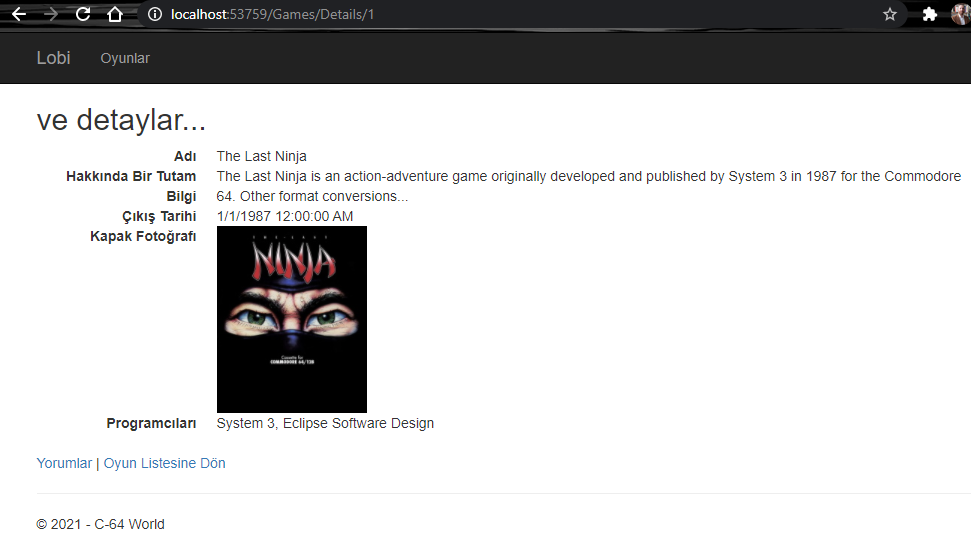 localhost:53759/Games/Details/1
Lobi Oyunlar
ve detaylar...
Adı The Last Ninja
Hakkında Bir Tutam The Last Ninja is an action-adventure game originally developed and published by System 3 in 1987 for the Commodore
Bilgi 64. Other format conversions...
Çıkış Tarihi 1/1/1987 12:00:00 AM
Kapak Fotoğrafı
THE LAST
NINJA
Cassette for
COMMODORE 64/128
Programcıları System 3, Eclipse Software Design
Yorumlar | Oyun Listesine Dön
© 2021 - C-64 World